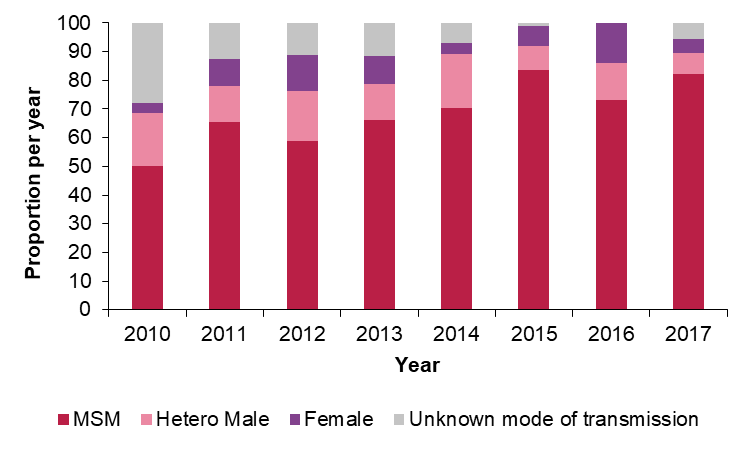 100
90
80
70
60
50
40
30
20
10
0
Proportion per year
2010 2011 2012 2013 2014 2015 2016 2017
Year
MSM Hetero Male Female Unknown mode of transmission